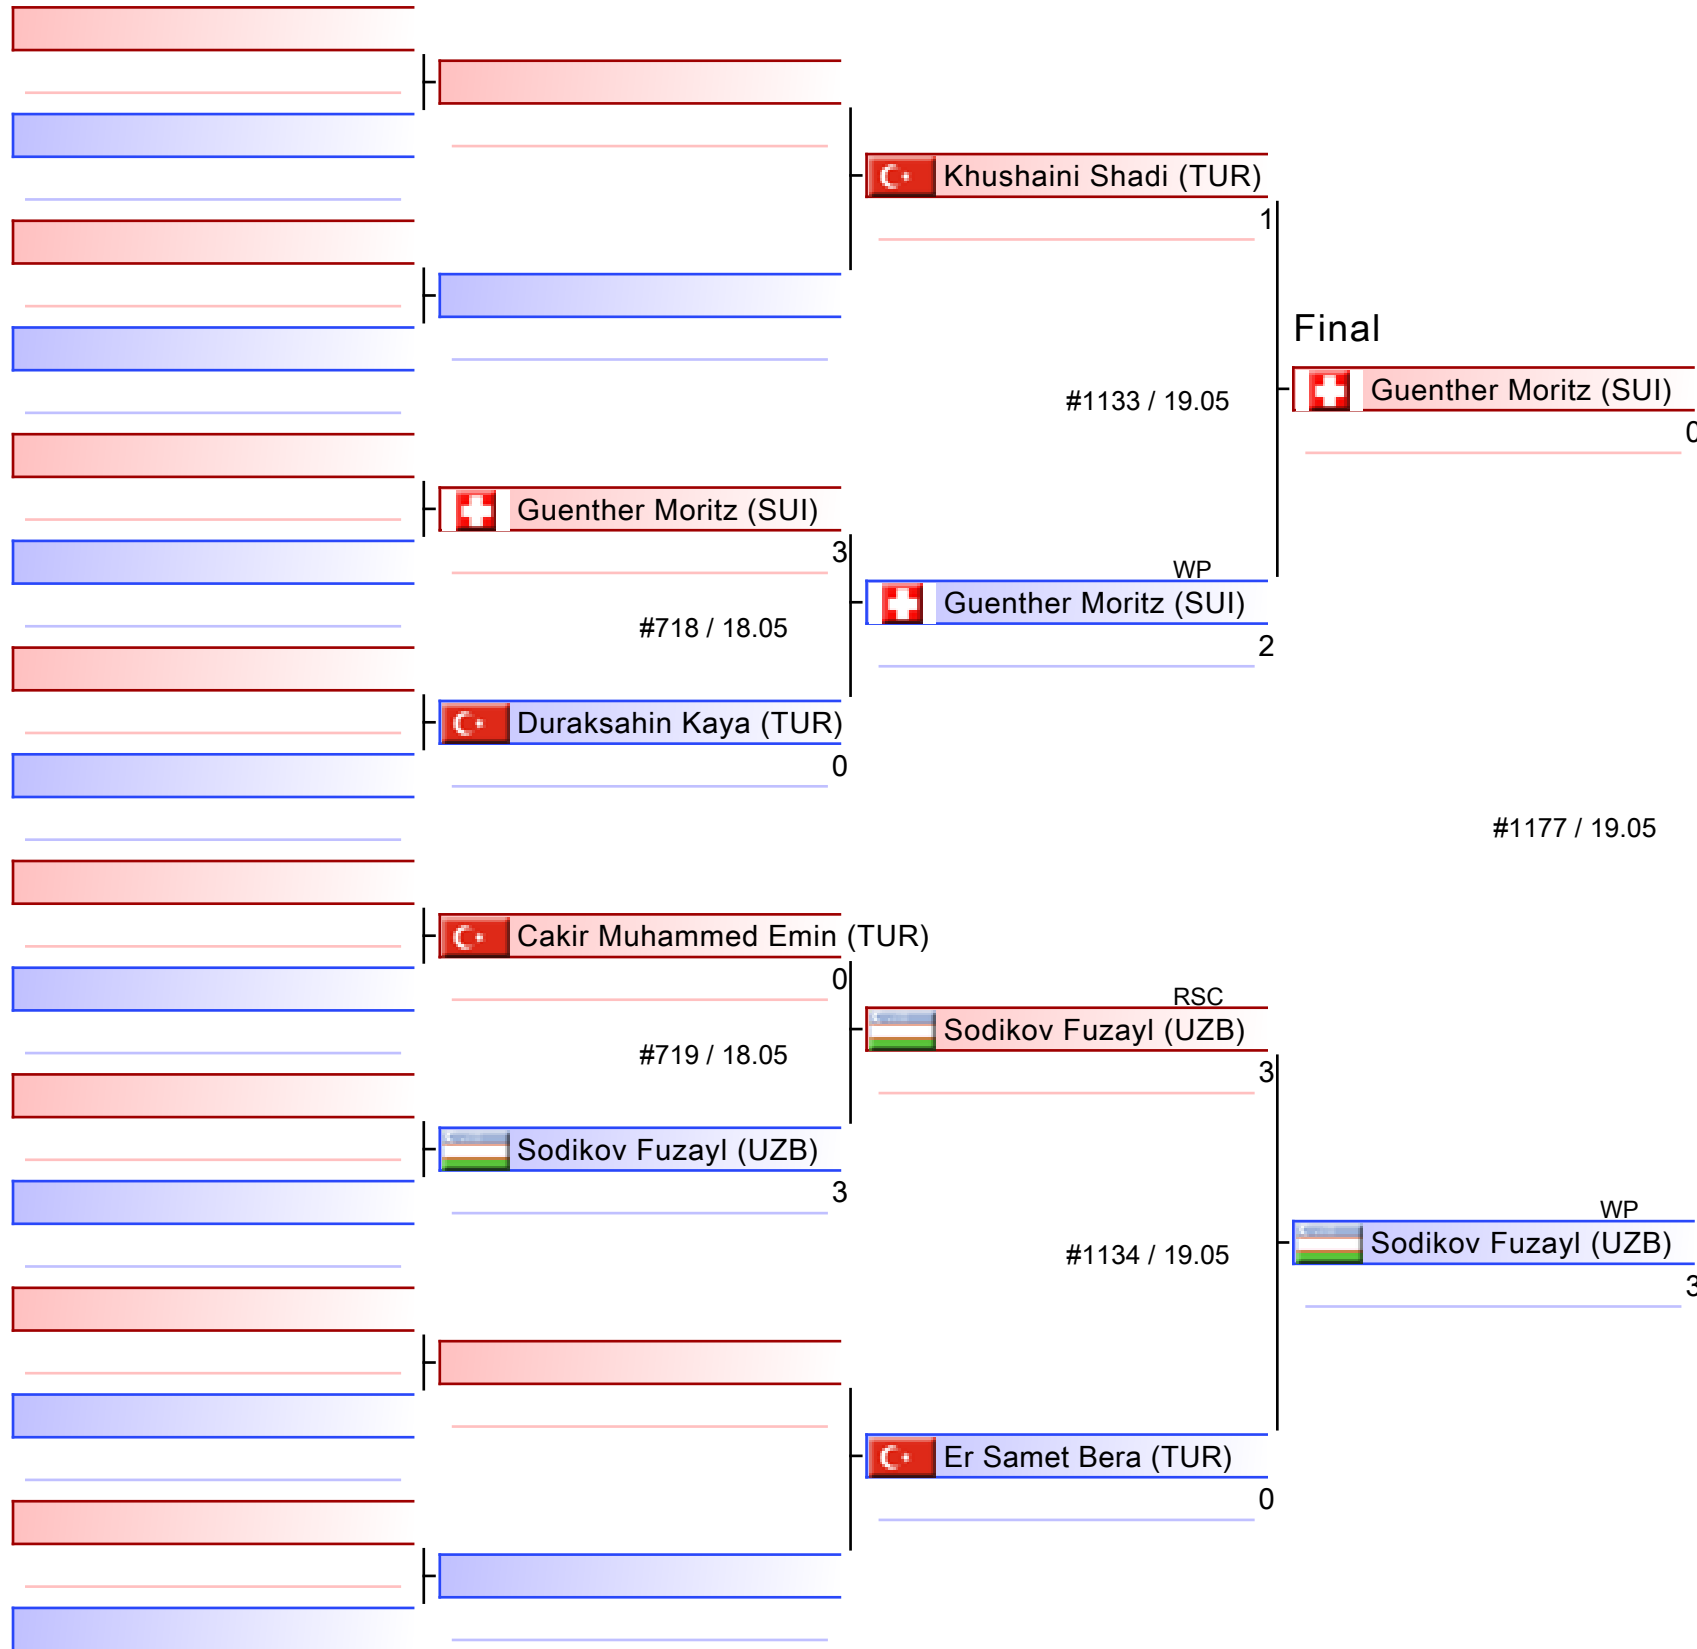 Khushaini Shadi (TUR)
1
Final
#1133 / 19.05
Guenther Moritz (SUI)
0
Guenther Moritz (SUI)
3
WP
Guenther Moritz (SUI)
#718 / 18.05
2
Duraksahin Kaya (TUR)
0
#1177 / 19.05
Cakir Muhammed Emin (TUR)
0
RSC
Sodikov Fuzayl (UZB)
#719 / 18.05
3
Sodikov Fuzayl (UZB)
3
WP
#1134 / 19.05
Sodikov Fuzayl (UZB)
3
Er Samet Bera (TUR)
0